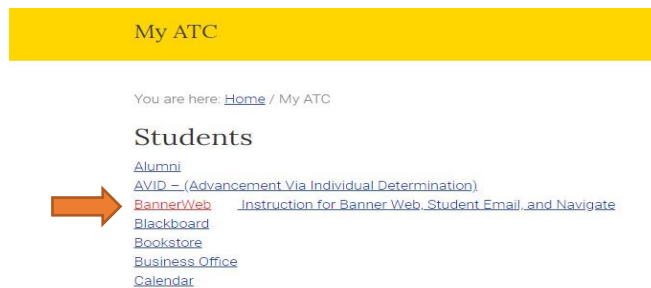 My ATC
You are here: Home / My ATC
Students
Alumni
AVID – (Advancement Via Individual Determination)
BannerWeb Instruction for Banner Web, Student Email, and Navigate
Blackboard
Bookstore
Business Office
Calendar